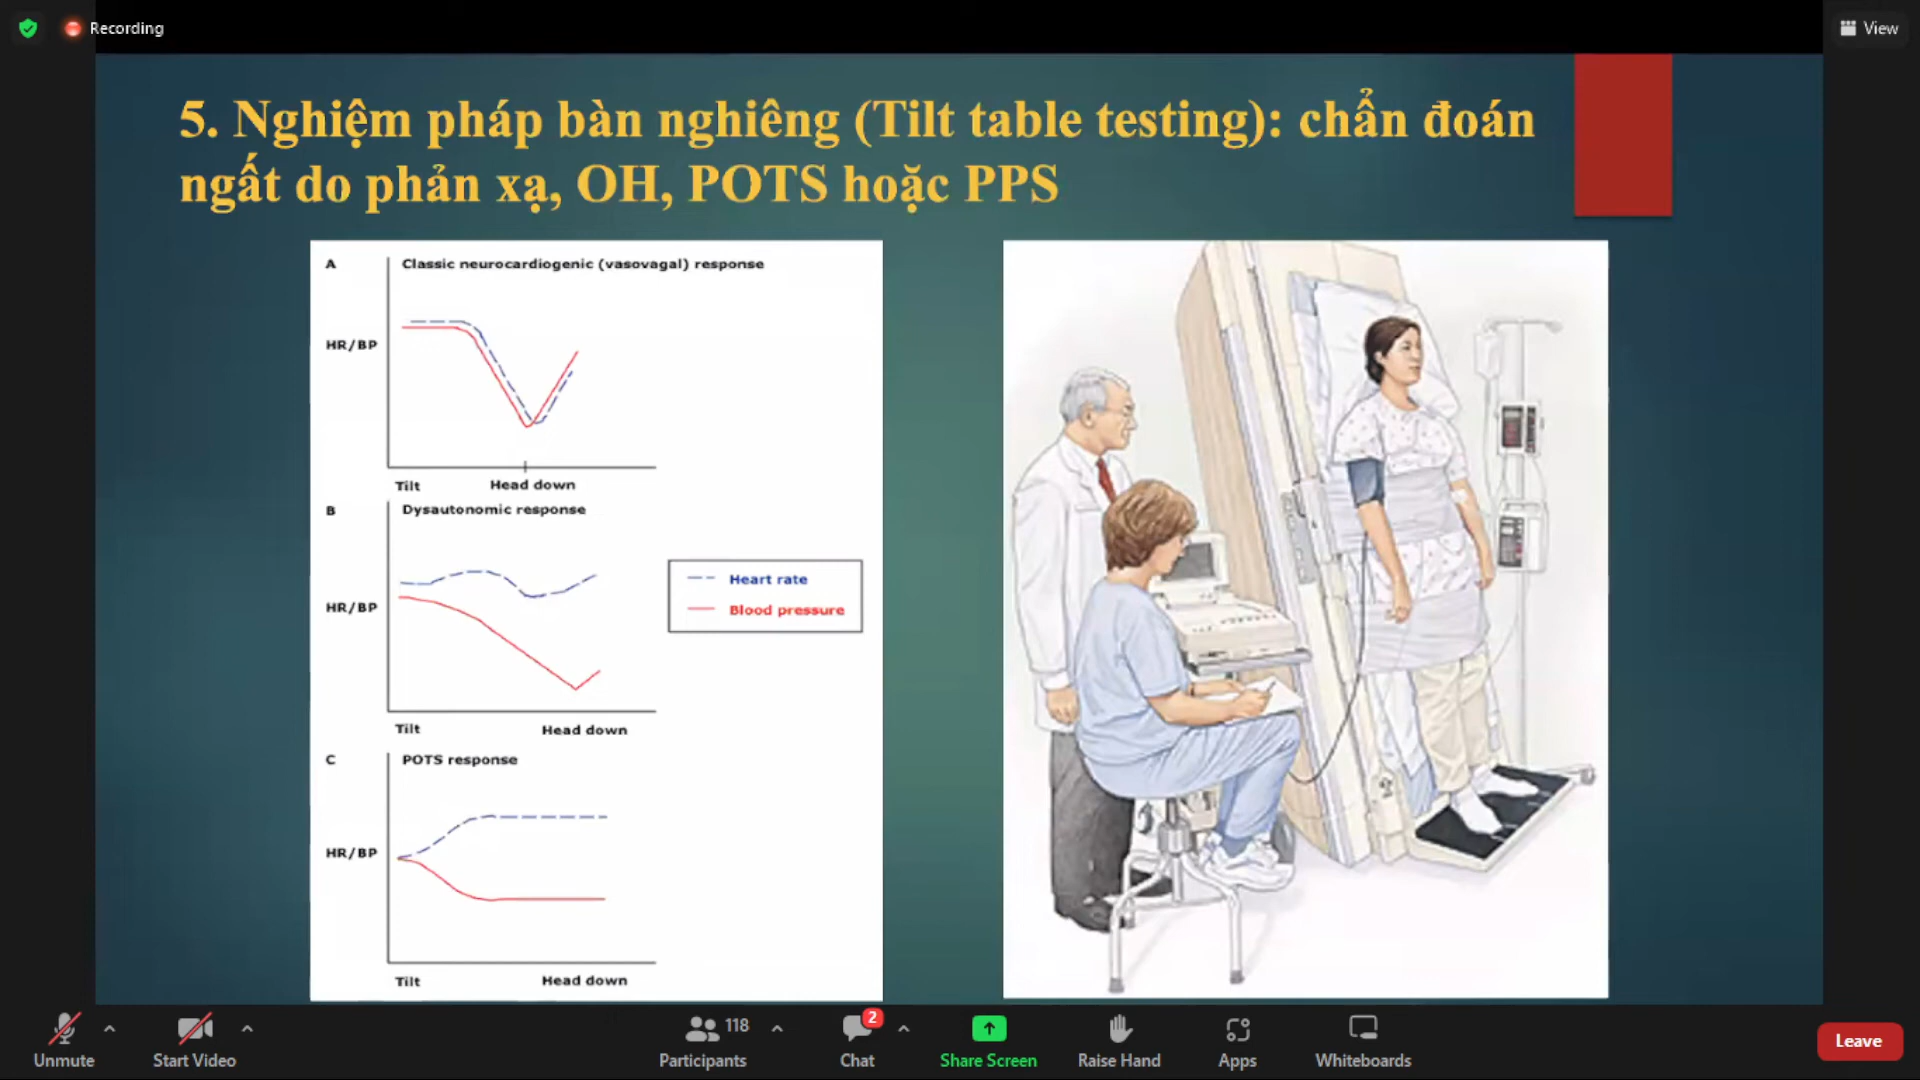 Recording
View
5. Nghiệm pháp bàn nghiêng (Tilt table testing): chẩn đoán
ngất do phản xạ, OH, POTS hoặc PPS
A
Classic neurocardiogenic (vasovagal) response
HR/BP
Tilt
Head down
B
Dysautonomic response
HR/BP
Heart rate
Blood pressure
Tilt
Head down
C
POTS response
HR/BP
Tilt
Head down
Unmute
Start Video
118
Participants
2
Chat
Share Screen
Raise Hand
Apps
Whiteboards
Leave